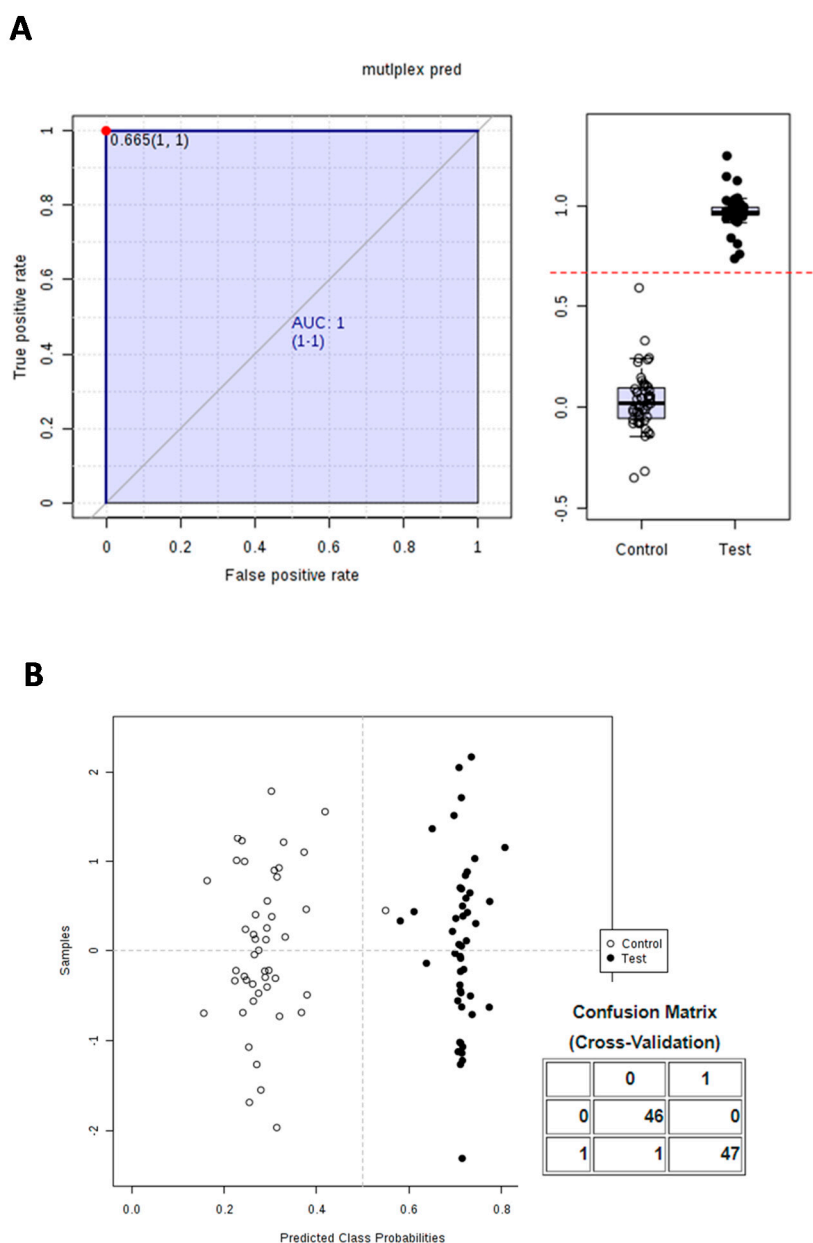 A
mutlplex pred
0.665(1, 1)
AUC: 1
(1-1)
True positive rate
0
0.2
0.4
0.6
0.8
1
0 0.2 0.4 0.6 0.8 1
False positive rate
1.0
0.5
0.0
-0.5
Control Test
B
Samples
2
1
0
-1
-2
0.0 0.2 0.4 0.6 0.8
Predicted Class Probabilities
Control
Test
Confusion Matrix
(Cross-Validation)
0 1
0 46 0
1 1 47